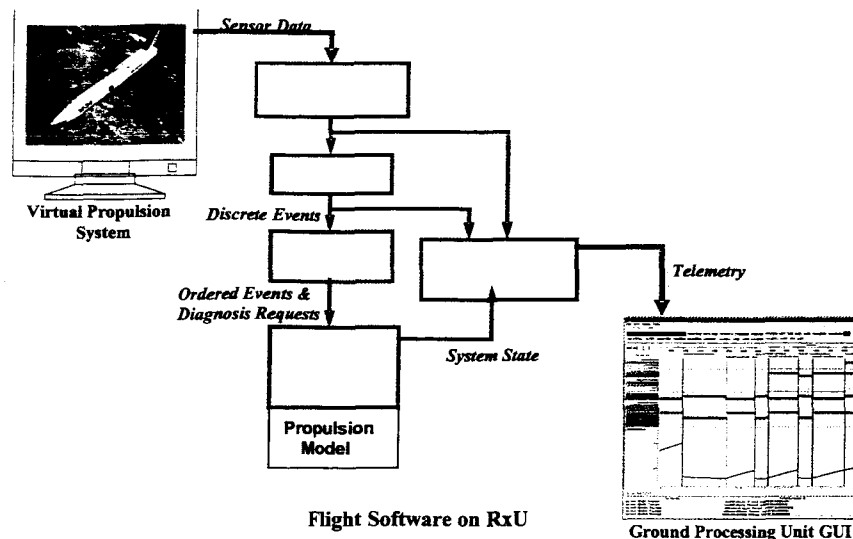 Sensor Data
Virtual Propulsion
System
Discrete Events
Ordered Events &
Diagnosis Requests
Telemetry
System State
Propulsion
Model
Flight Software on RxU
Ground Processing Unit GUI